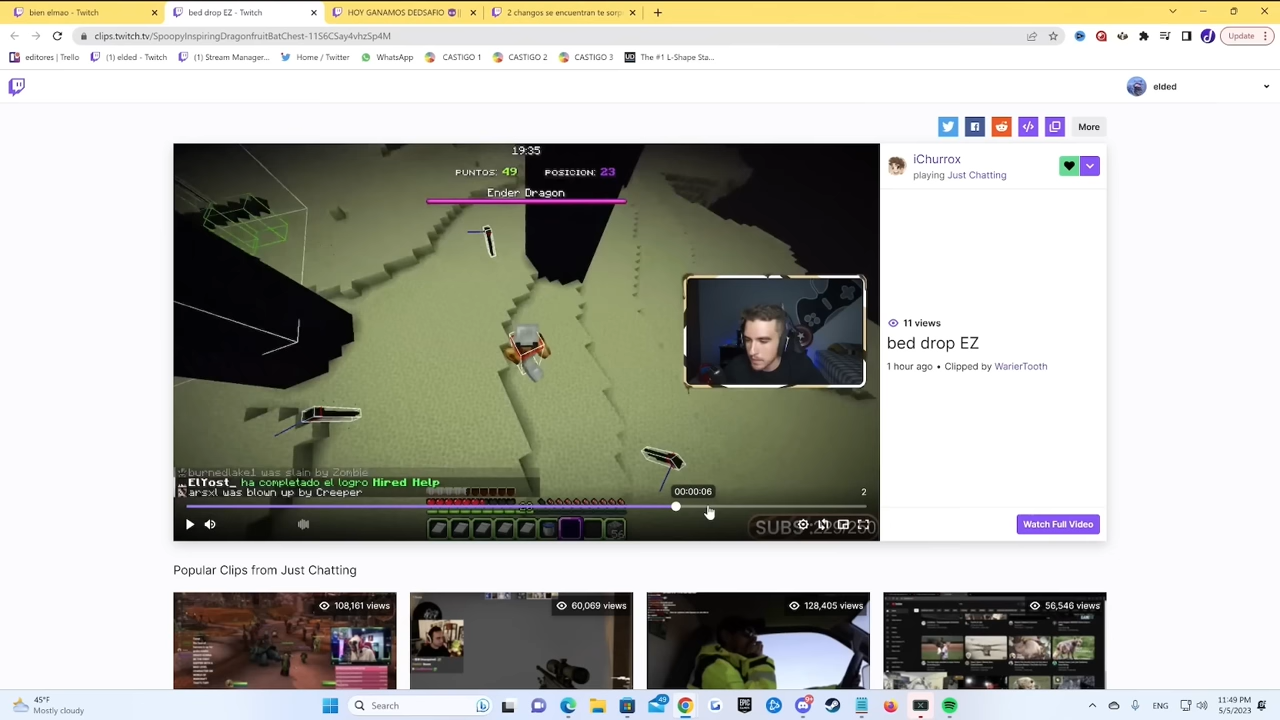 bien elmao - Twitch
bed drop EZ - Twitch
HOY GANAMOS DEDSAFIO
2 changos se encuentran te sorp
clips.twitch.tv/SpoopyInspiringDragonfruitBatChest-11S6CSay4vhzSp4M
Update
editores | Trello
(1) elded - Twitch
(1) Stream Manager...
Home / Twitter
WhatsApp
CASTIGO 1
CASTIGO 2
CASTIGO 3
The #1 L-Shape Sta...
elded
More
19:35
PUNTOS: 49 POSICION: 23
Ender Dragon
burnedlake1 was slain by Zombie
ElYost_ ha completado el logro Hired Help
arsxl was blown up by Creeper
00:00:06
2
56
iChurrox
playing Just Chatting
11 views
bed drop EZ
1 hour ago • Clipped by WarierTooth
Watch Full Video
Popular Clips from Just Chatting
108,161 views
60,069 views
128,405 views
56,546 views
45°F
Mostly cloudy
Search
49
ENG
11:49 PM
5/5/2023